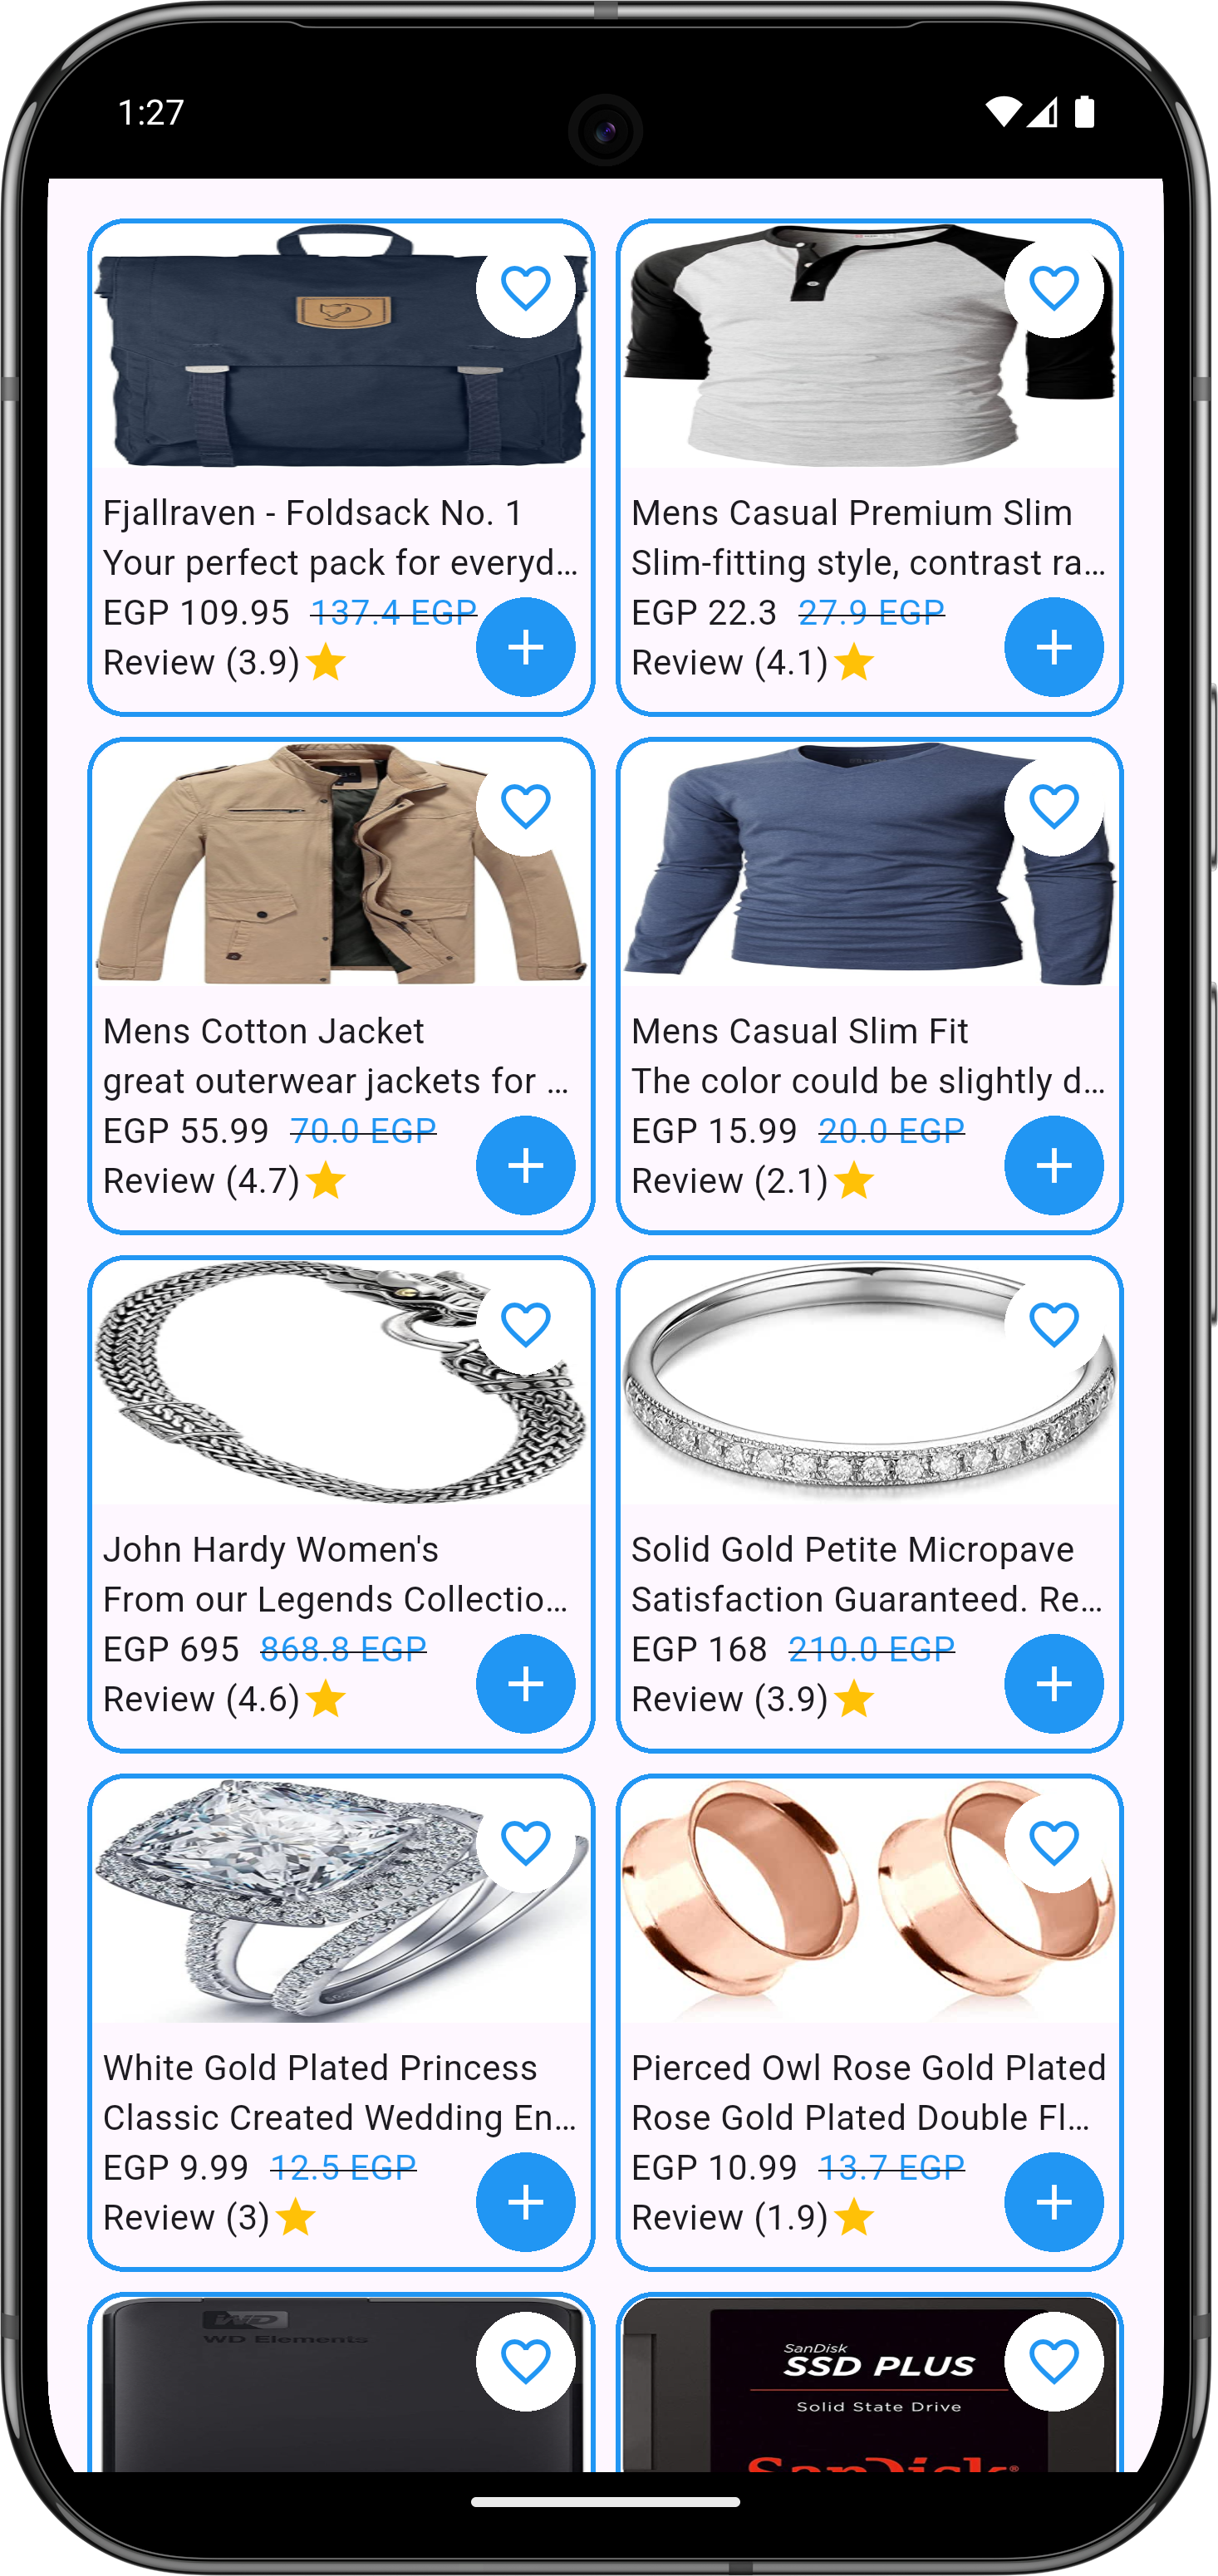 1:27
Fjallraven - Foldsack No. 1
Your perfect pack for everyd...
EGP 109.95 137.4 EGP
Review (3.9)
Mens Casual Premium Slim
Slim-fitting style, contrast ra...
EGP 22.3 27.9 EGP
Review (4.1)
Mens Cotton Jacket
great outerwear jackets for ...
EGP 55.99 70.0 EGP
Review (4.7)
Mens Casual Slim Fit
The color could be slightly d...
EGP 15.99 20.0 EGP
Review (2.1)
John Hardy Women's
From our Legends Collectio...
EGP 695 868.8 EGP
Review (4.6)
Solid Gold Petite Micropave
Satisfaction Guaranteed. Re...
EGP 168 210.0 EGP
Review (3.9)
White Gold Plated Princess
Classic Created Wedding En...
EGP 9.99 12.5 EGP
Review (3)
Pierced Owl Rose Gold Plated
Rose Gold Plated Double Fl...
EGP 10.99 13.7 EGP
Review (1.9)
WD
WD Elements
SanDisk
SSD PLUS
Solid State Drive
SanDisk